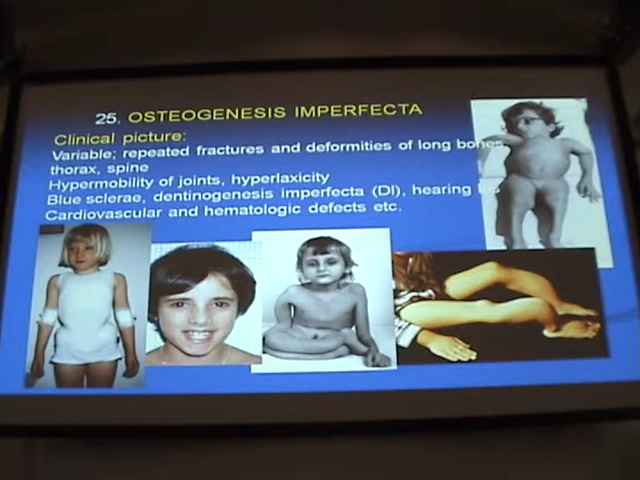 25. OSTEOGENESIS IMPERFECTA
Clinical picture:
Variable; repeated fractures and deformities of long bones,
thorax, spine
Hypermobility of joints, hyperlaxicity
Blue sclerae, dentinogenesis imperfecta (DI), hearing
Cardiovascular and hematologic defects etc.